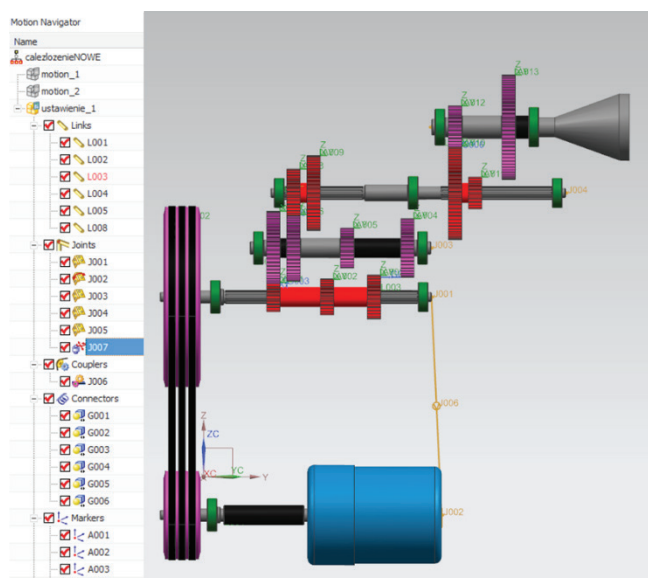 Motion Navigator
Name
calezlozenieNOWE
motion_1
motion_2
ustawienie_1
Links
L001
L002
L003
L004
L005
L008
Joints
J001
J002
J003
J004
J005
J007
Couplers
J006
Connectors
G001
G002
G003
G004
G005
G006
Markers
A001
A002
A003
J004
J003
J001
J006
J002
Z
ZC
XC
YC
Y